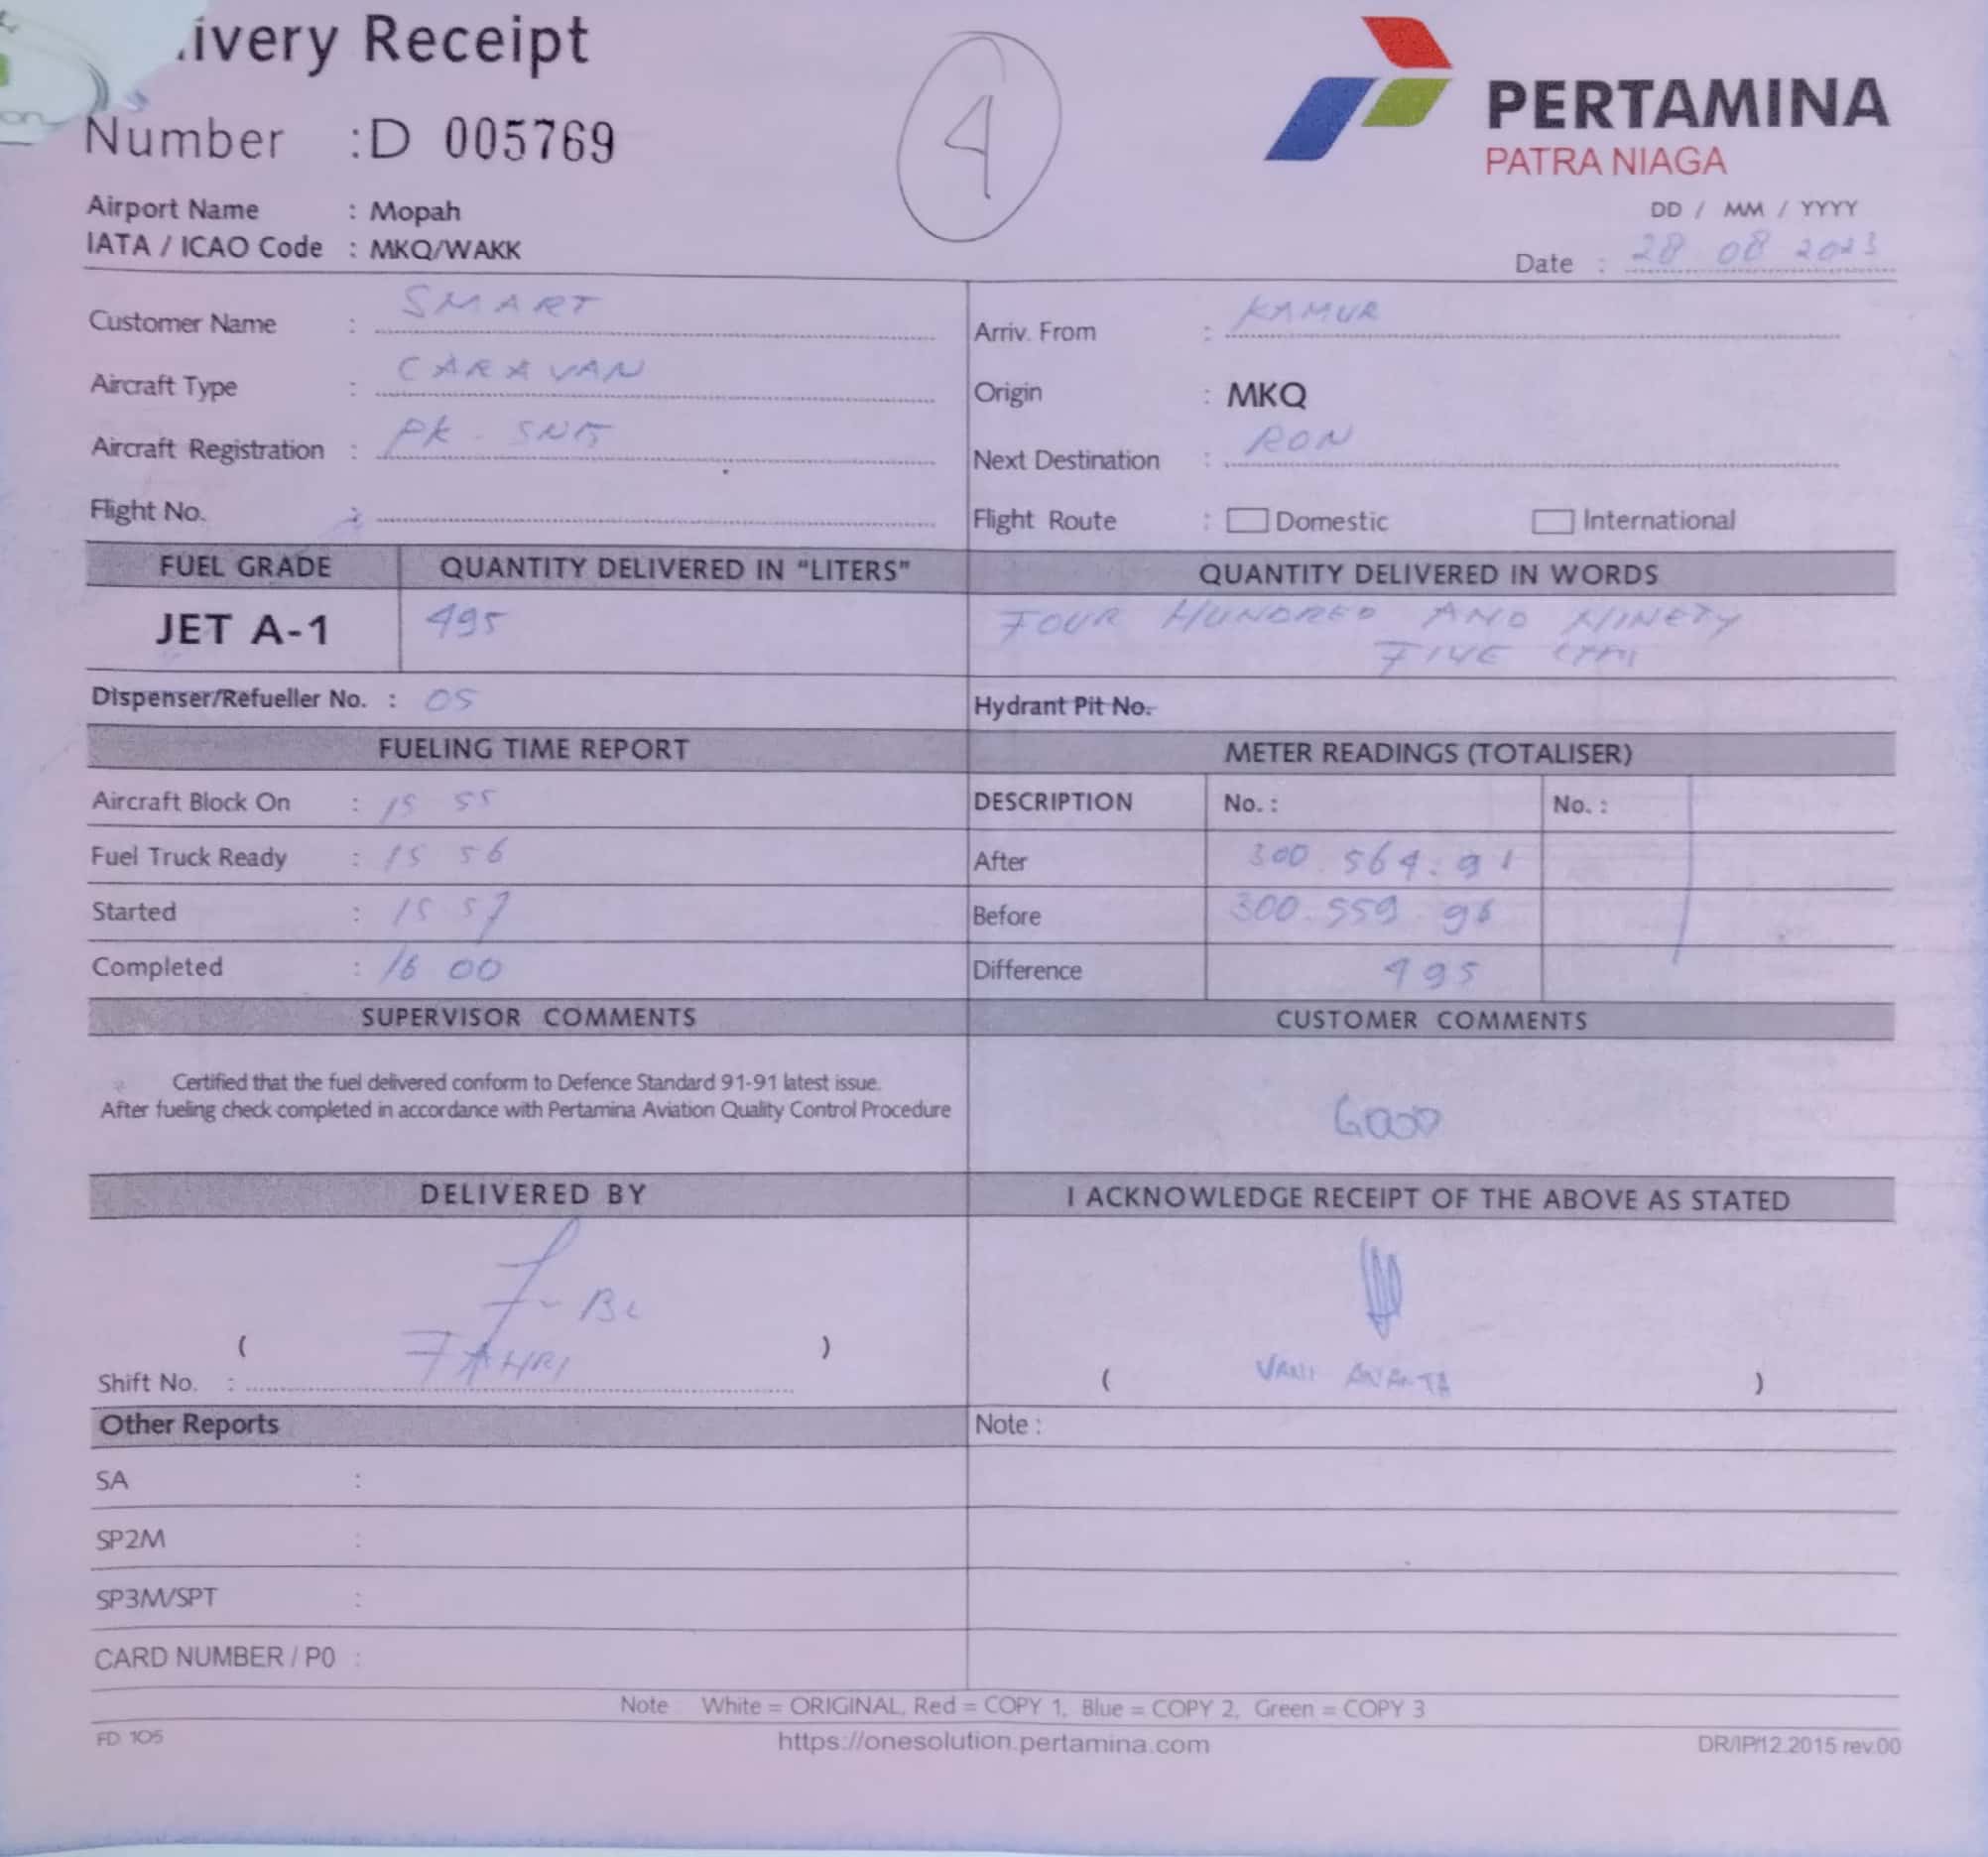 ivery Receipt
Number :D 005769
4
PERTAMINA
PATRA NIAGA
Airport Name : Mopah
IATA / ICAO Code : MKQ/WAKK
DD / MM / YYYY
Date : 28 08 2023
Customer Name : SMART
Arriv. From : KAMUR
Aircraft Type : CARAVAN
Origin : MKQ
Aircraft Registration : PK -
Next Destination : RON
Flight No. :
Flight Route : Domestic International
FUEL GRADE QUANTITY DELIVERED IN "LITERS" QUANTITY DELIVERED IN WORDS
JET A-1 495 FOUR HUNDRED AND NINETY
FIVE
Dispenser/Refueller No. : 05 Hydrant Pit No.
FUELING TIME REPORT METER READINGS (TOTALISER)
Aircraft Block On : 15 55 DESCRIPTION No. : No. :
Fuel Truck Ready : 15 56 After 300.564.91
Started : 15 57 Before 300.559.96
Completed : 16 00 Difference 495
SUPERVISOR COMMENTS CUSTOMER COMMENTS
Certified that the fuel delivered conform to Defence Standard 91-91 latest issue.
After fueling check completed in accordance with Pertamina Aviation Quality Control Procedure
GOOD
DELIVERED BY I ACKNOWLEDGE RECEIPT OF THE ABOVE AS STATED
( FAHRI )
Shift No. :
( )
Other Reports Note :
SA :
SP2M :
SP3M/SPT :
CARD NUMBER / P0 :
Note White = ORIGINAL, Red = COPY 1, Blue = COPY 2, Green = COPY 3
FD 105 https://onesolution.pertamina.com DR/IP/12.2015 rev.00